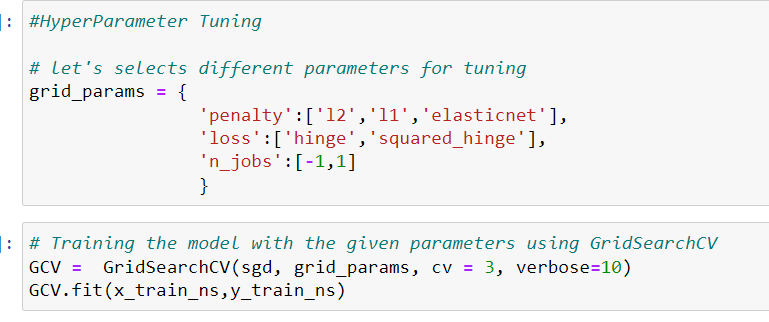 ]: #HyperParameter Tuning
# let's selects different parameters for tuning
grid_params = {
'penalty':['l2','l1','elasticnet'],
'loss':['hinge','squared_hinge'],
'n_jobs':[-1,1]
}
]: # Training the model with the given parameters using GridSearchCV
GCV =  GridSearchCV(sgd, grid_params, cv = 3, verbose=10)
GCV.fit(x_train_ns,y_train_ns)